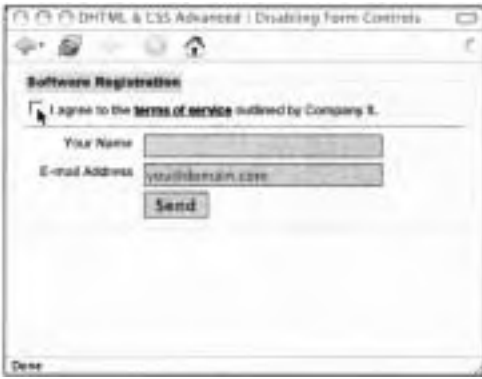 DHTML & CSS Advanced | Disabling Form Controls
Software Registration
I agree to the terms of service outlined by Company X.
Your Name
E-mail Address
you@domain.com
Send
Done